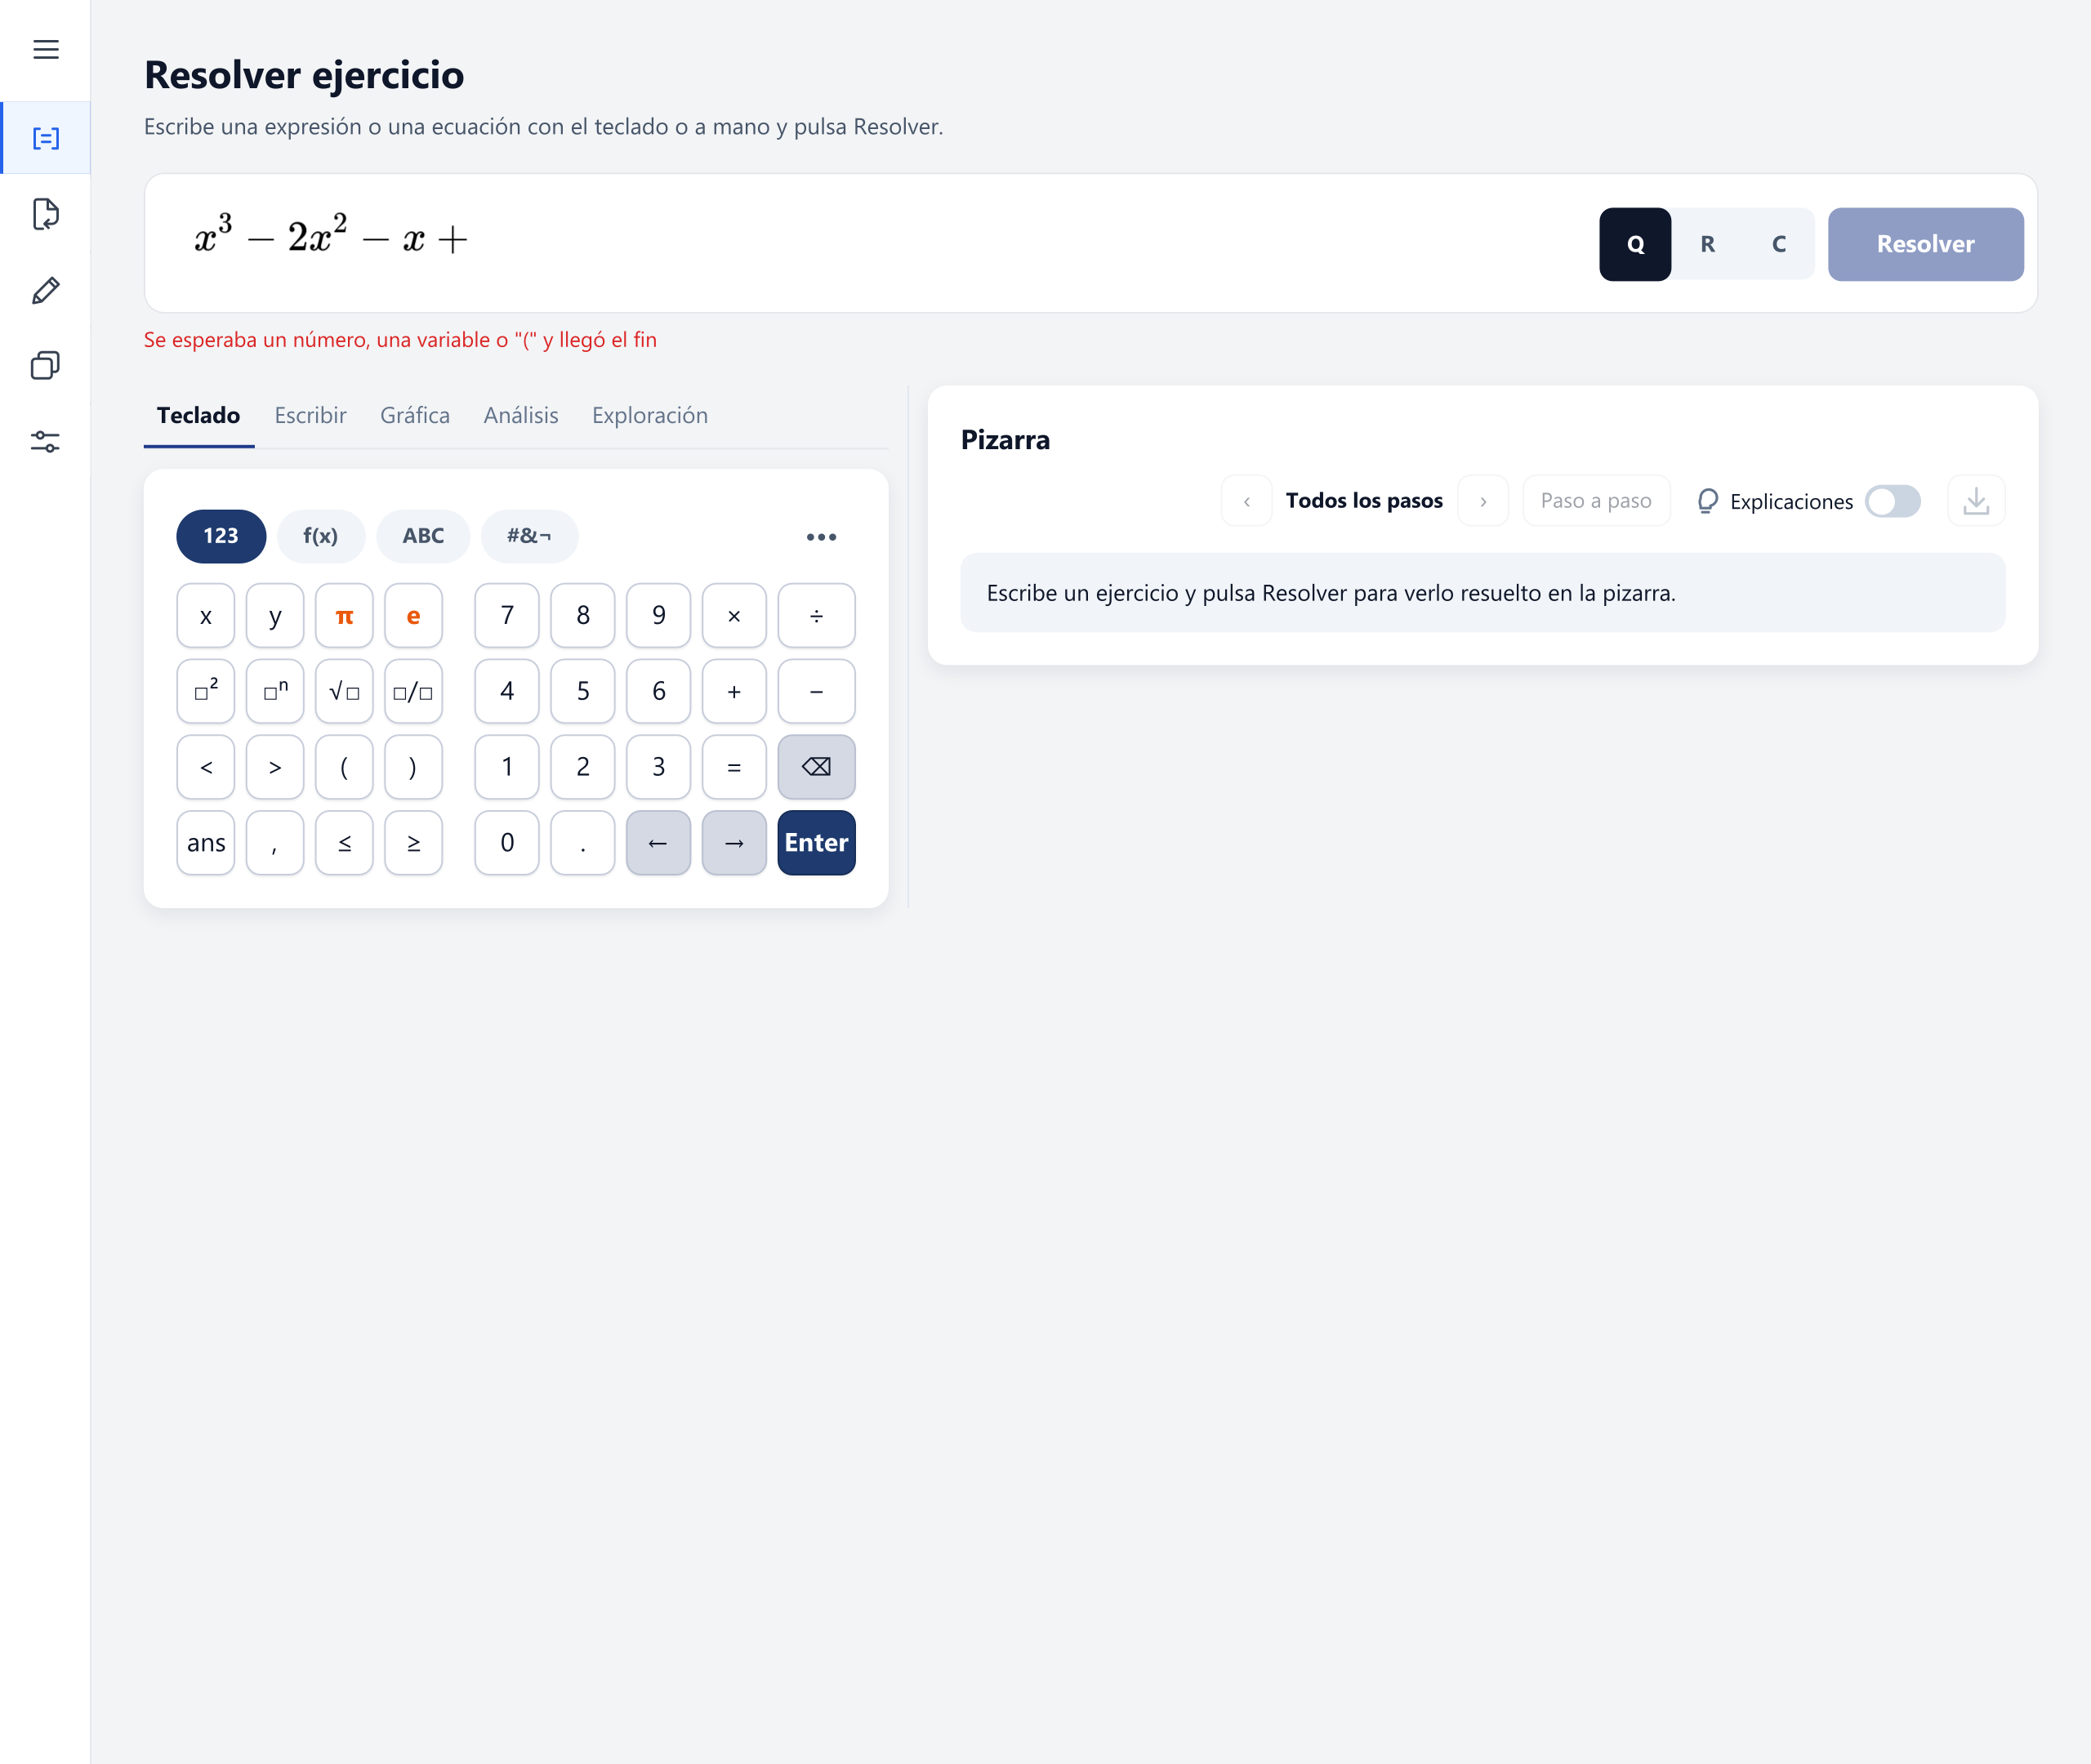 Resolver ejercicio
Escribe una expresión o una ecuación con el teclado o a mano y pulsa Resolver.
x³ − 2x² − x +
Q R C Resolver
Se esperaba un número, una variable o "(" y llegó el fin
Teclado Escribir Gráfica Análisis Exploración
123 f(x) ABC #&¬ •••
x y π e 7 8 9 × ÷
□² □ⁿ √□ □/□ 4 5 6 + −
< > ( ) 1 2 3 = ⌫
ans , ≤ ≥ 0 . ← → Enter
Pizarra
‹ Todos los pasos › Paso a paso Explicaciones
Escribe un ejercicio y pulsa Resolver para verlo resuelto en la pizarra.